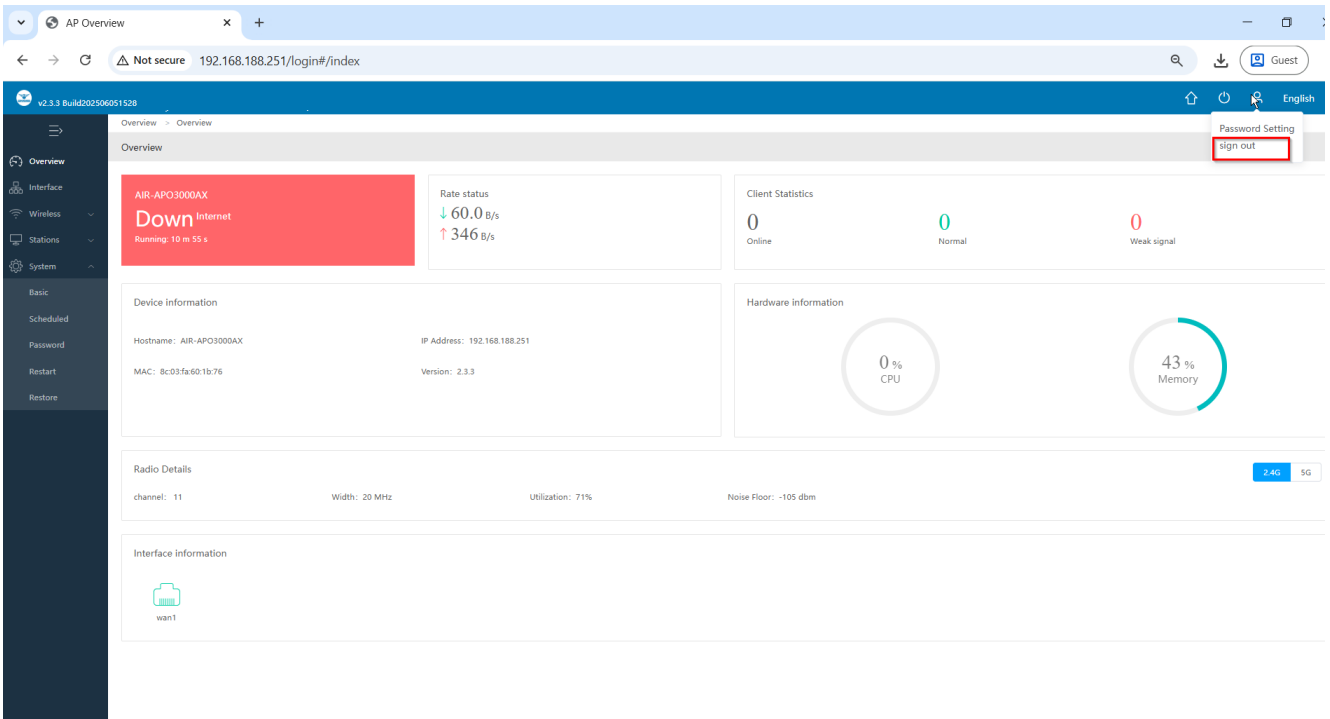 AP Overview
Not secure 192.168.188.251/login#/index Guest
v2.3.3 Build202506051528 English
Overview > Overview
Password Setting
sign out
Overview
Overview
Interface
Wireless
Stations
System
Basic
Scheduled
Password
Restart
Restore
AIR-APO3000AX
Down Internet
Running: 10 m 55 s
Rate status
↓ 60.0 B/s
↑ 346 B/s
Client Statistics
0 0 0
Online Normal Weak signal
Device information
Hostname: AIR-APO3000AX IP Address: 192.168.188.251
MAC: 8c:03:fa:60:1b:76 Version: 2.3.3
Hardware information
0 %
CPU
43 %
Memory
Radio Details
2.4G 5G
channel: 11 Width: 20 MHz Utilization: 71% Noise Floor: -105 dbm
Interface information
wan1